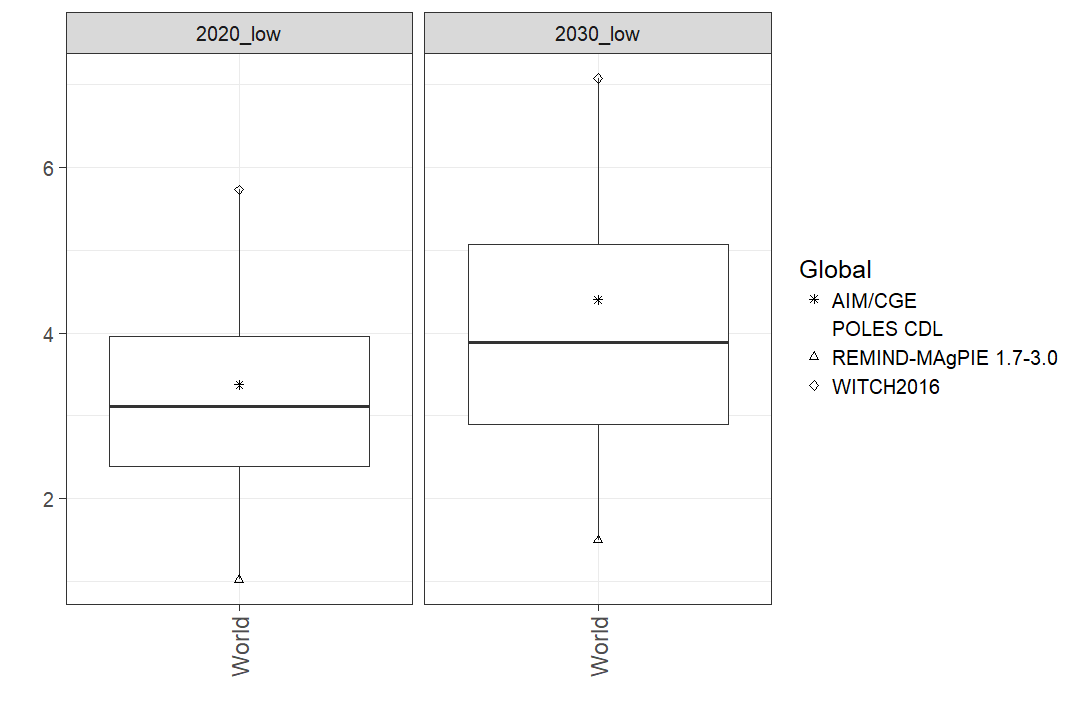 2020_low
2030_low
6
4
2
World
World
Global
AIM/CGE
POLES CDL
REMIND-MAgPIE 1.7-3.0
WITCH2016